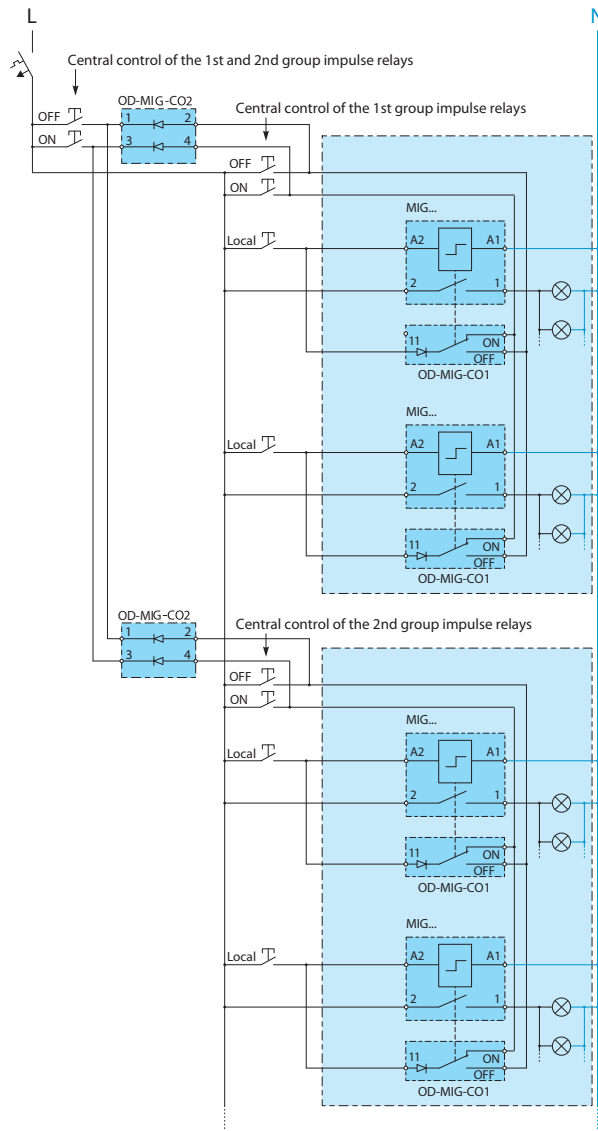 L
N
Central control of the 1st and 2nd group impulse relays
OD-MIG-CO2
Central control of the 1st group impulse relays
OFF
1
2
ON
3
4
OFF
ON
MIG...
Local
A2
A1
2
1
11
ON
OFF
OD-MIG-CO1
MIG...
Local
A2
A1
2
1
11
ON
OFF
OD-MIG-CO1
OD-MIG-CO2
Central control of the 2nd group impulse relays
1
2
3
4
OFF
ON
MIG...
Local
A2
A1
2
1
11
ON
OFF
OD-MIG-CO1
MIG...
Local
A2
A1
2
1
11
ON
OFF
OD-MIG-CO1